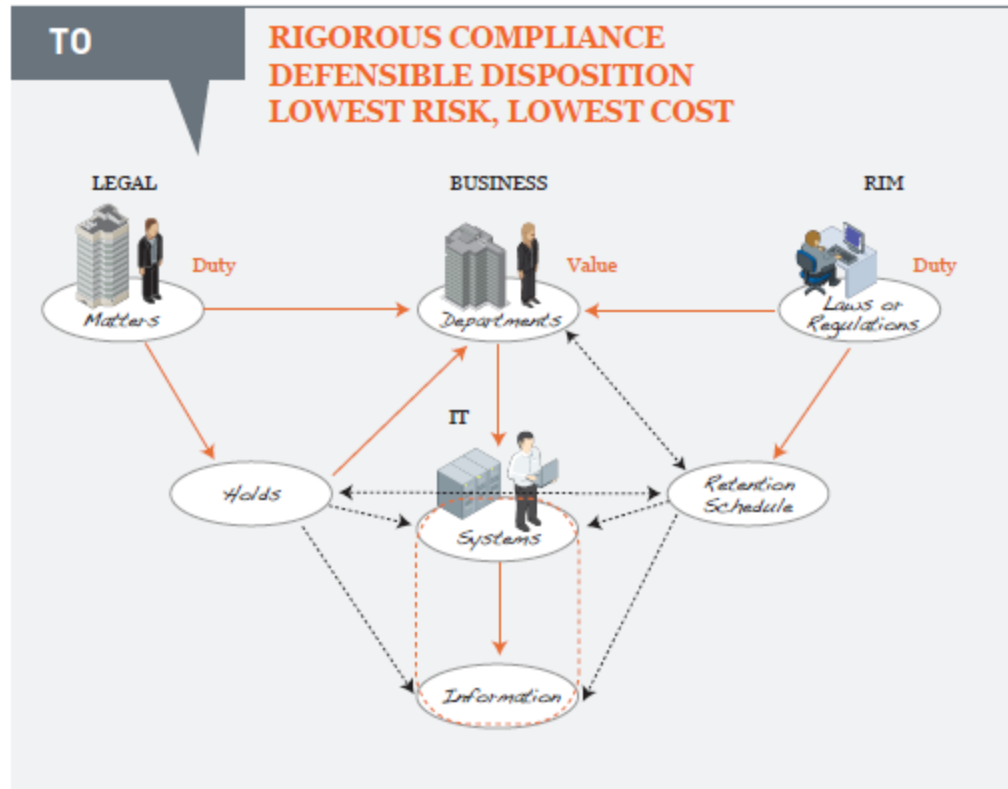 TO
RIGOROUS COMPLIANCE
DEFENSIBLE DISPOSITION
LOWEST RISK, LOWEST COST
LEGAL
BUSINESS
RIM
Duty
Value
Duty
Matters
Departments
Laws or
Regulations
IT
Holds
Retention
Schedule
Systems
Information